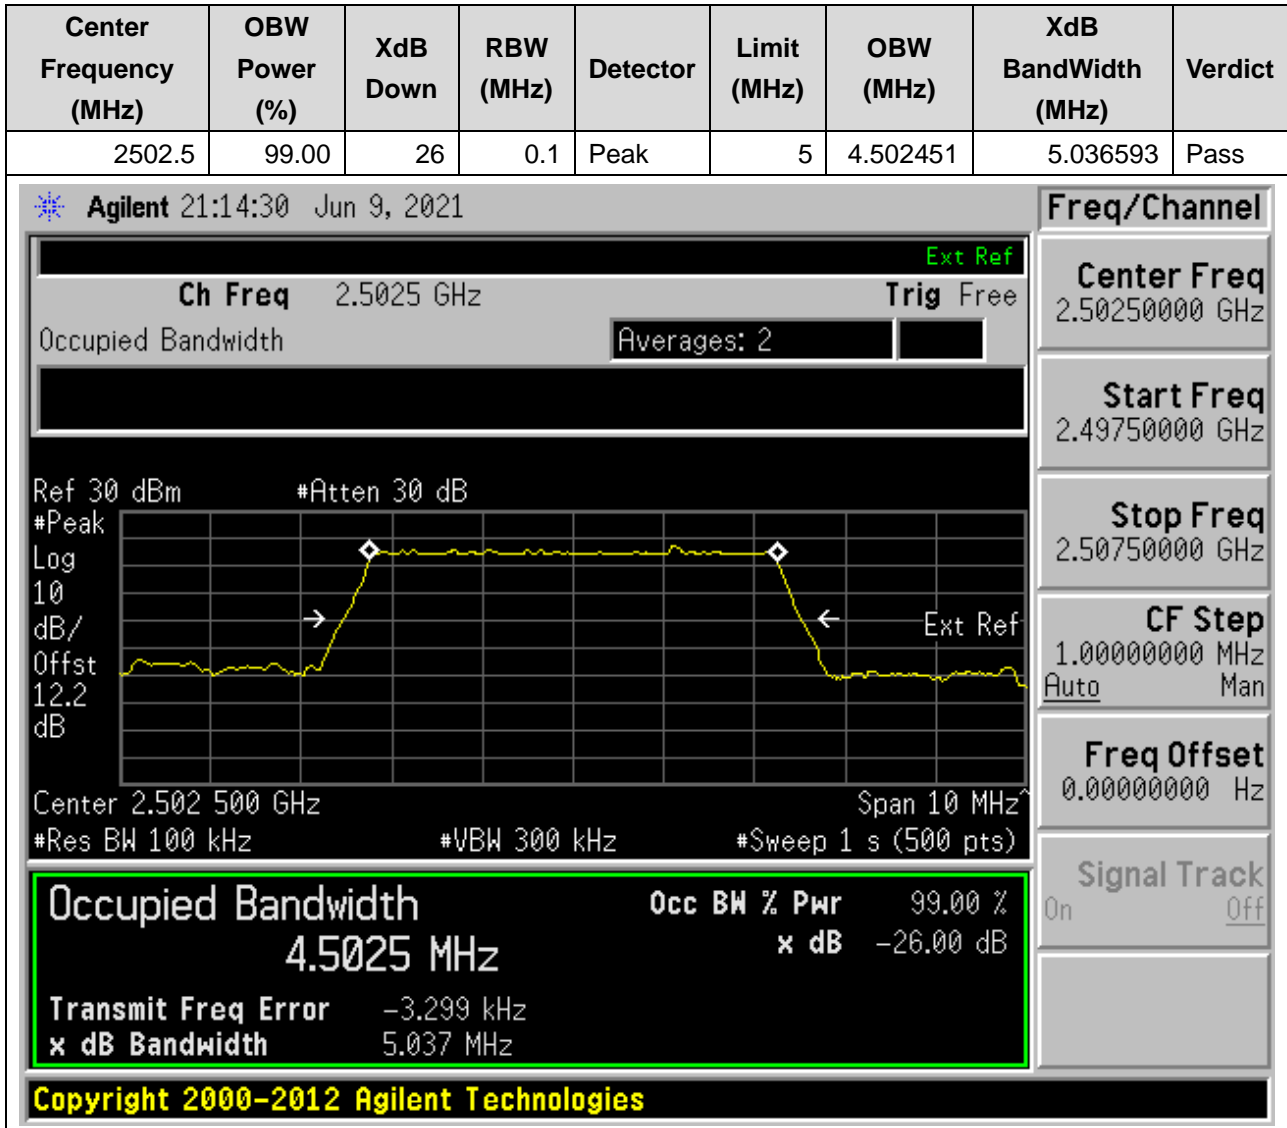 Center Frequency (MHz) OBW Power (%) XdB Down RBW (MHz) Detector Limit (MHz) OBW (MHz) XdB BandWidth (MHz) Verdict
2502.5 99.00 26 0.1 Peak 5 4.502451 5.036593 Pass
Agilent 21:14:30 Jun 9, 2021
Freq/Channel
Ext Ref
Ch Freq 2.5025 GHz Trig Free
Occupied Bandwidth Averages: 2
Ref 30 dBm #Atten 30 dB
#Peak
Log
10
dB/
Offst
12.2
dB
Ext Ref
Center 2.502 500 GHz Span 10 MHz^
#Res BW 100 kHz #VBW 300 kHz #Sweep 1 s (500 pts)
Occupied Bandwidth Occ BW % Pwr 99.00 %
4.5025 MHz x dB -26.00 dB
Transmit Freq Error -3.299 kHz
x dB Bandwidth 5.037 MHz
Center Freq
2.50250000 GHz
Start Freq
2.49750000 GHz
Stop Freq
2.50750000 GHz
CF Step
1.00000000 MHz
Auto Man
Freq Offset
0.00000000 Hz
Signal Track
On Off
Copyright 2000-2012 Agilent Technologies